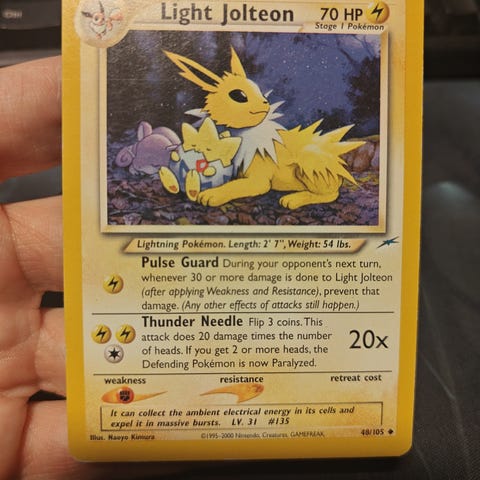 Light Jolteon 70 HP
Stage 1 Pokémon
Lightning Pokémon. Length: 2' 7", Weight: 54 lbs.
Pulse Guard During your opponent's next turn,
whenever 30 or more damage is done to Light Jolteon
(after applying Weakness and Resistance), prevent that
damage. (Any other effects of attacks still happen.)
Thunder Needle Flip 3 coins. This
attack does 20 damage times the number
of heads. If you get 2 or more heads, the
Defending Pokémon is now Paralyzed.
20x
weakness resistance retreat cost
It can collect the ambient electrical energy in its cells and
expel it in massive bursts. LV. 31 #135
Illus. Naoyo Kimura ©1995-2000 Nintendo, Creatures, GAMEFREAK. 48/105